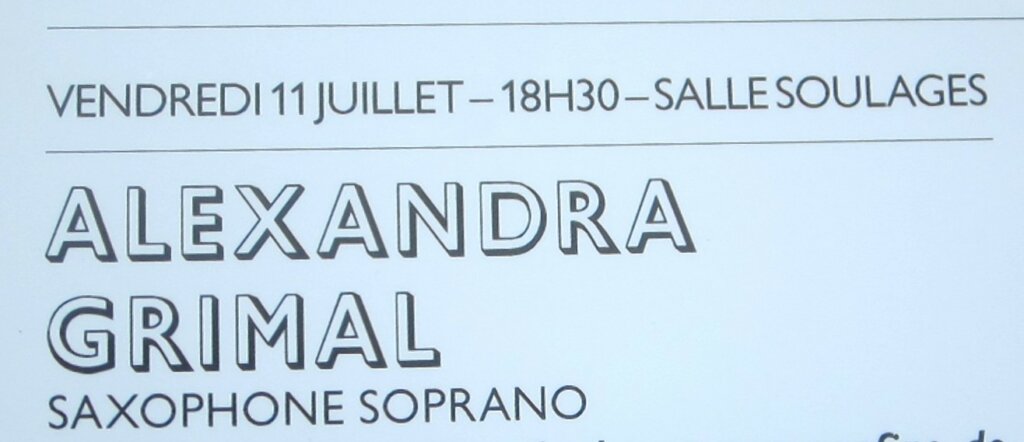 VENDREDI 11 JUILLET – 18H30 – SALLE SOULAGES
ALEXANDRA
GRIMAL
SAXOPHONE SOPRANO